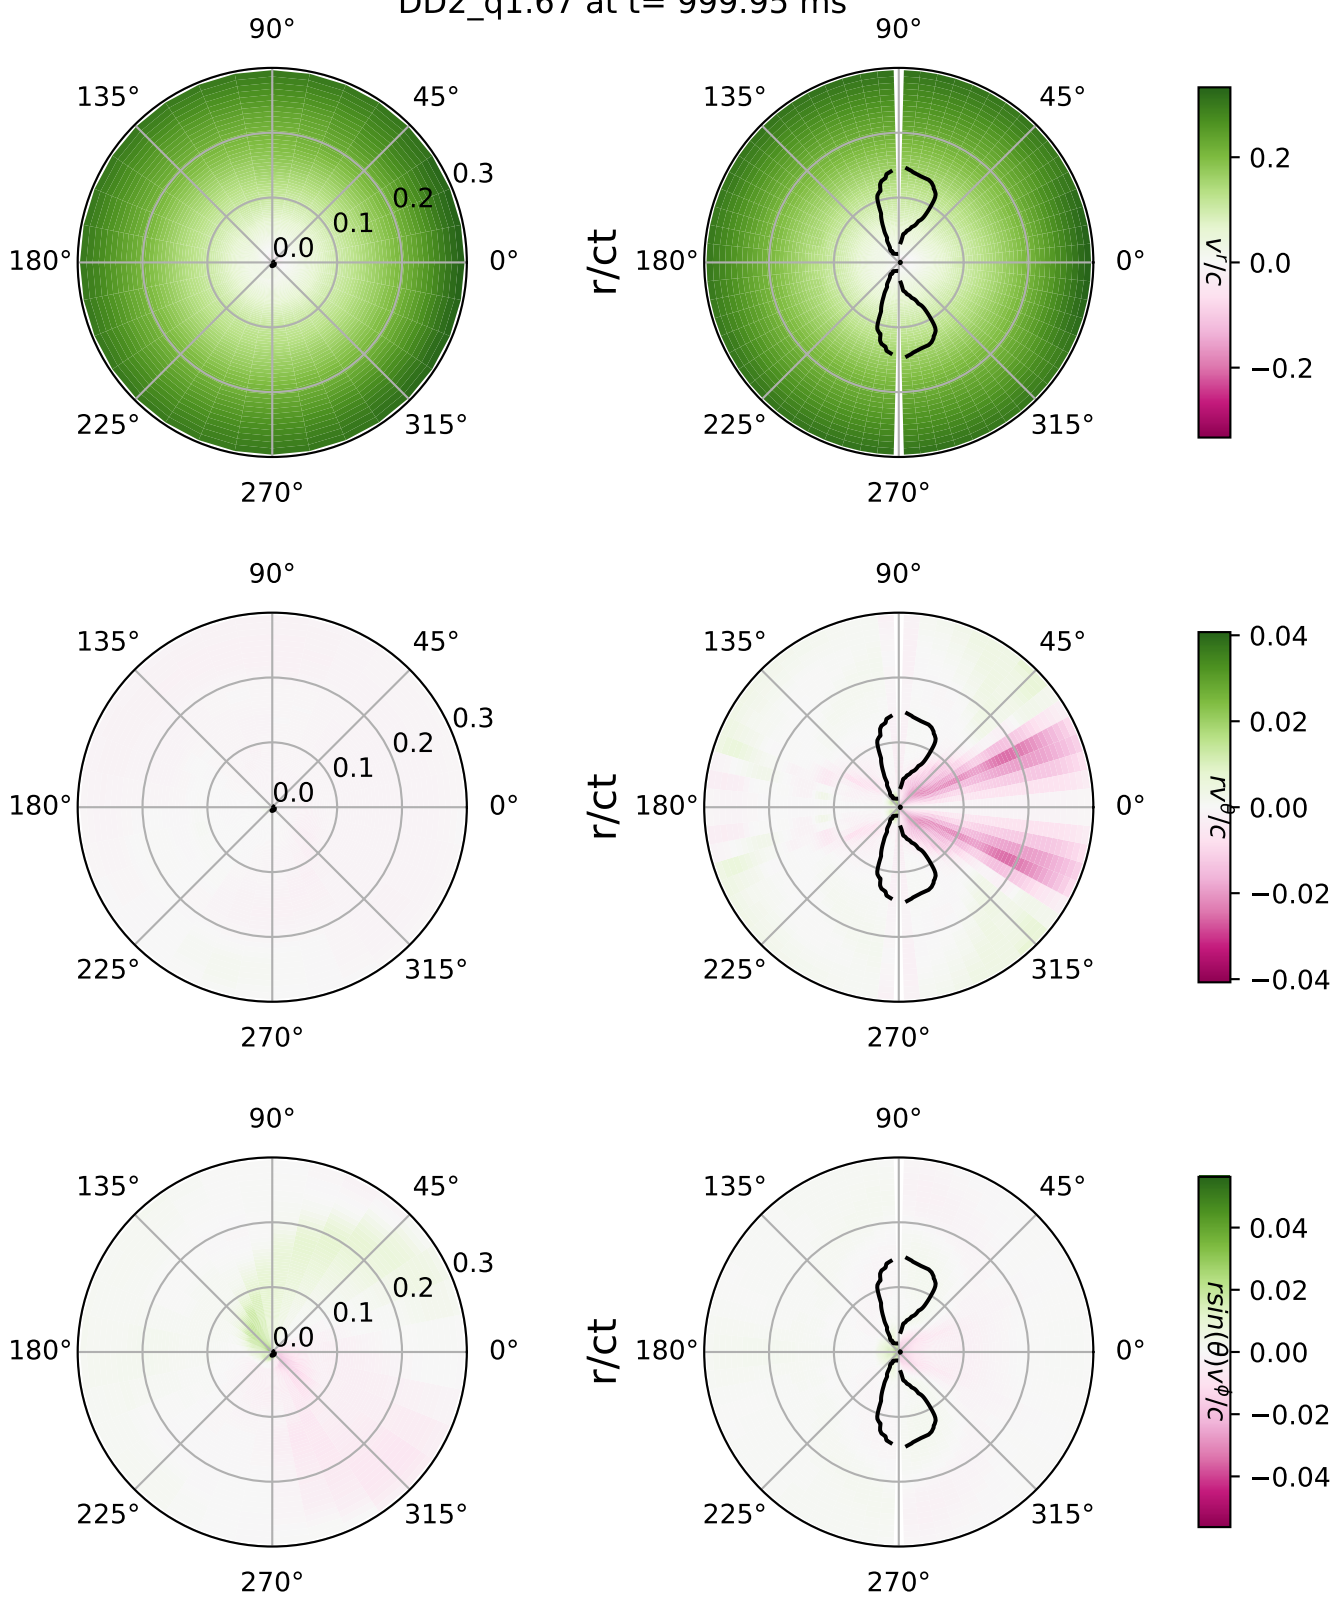 DD2_q1.67 at t= 999.95 ms
90° 90°
135° 45° 135° 45°
0.3
0.2 0.2
0.1
0.0
180° 0° r/ct 180° 0° v^r/c 0.0
−0.2
225° 315° 225° 315°
270° 270°
90° 90°
135° 45° 135° 45° 0.04
0.3 0.02
0.2
0.1
0.0
180° 0° r/ct 180° 0° rv^θ/c 0.00
−0.02
225° 315° 225° 315° −0.04
270° 270°
90° 90°
135° 45° 135° 45°
0.04
0.3
0.2 0.02
0.1
0.0
180° 0° r/ct 180° 0° rsin(θ)v^ϕ/c 0.00
−0.02
−0.04
225° 315° 225° 315°
270° 270°